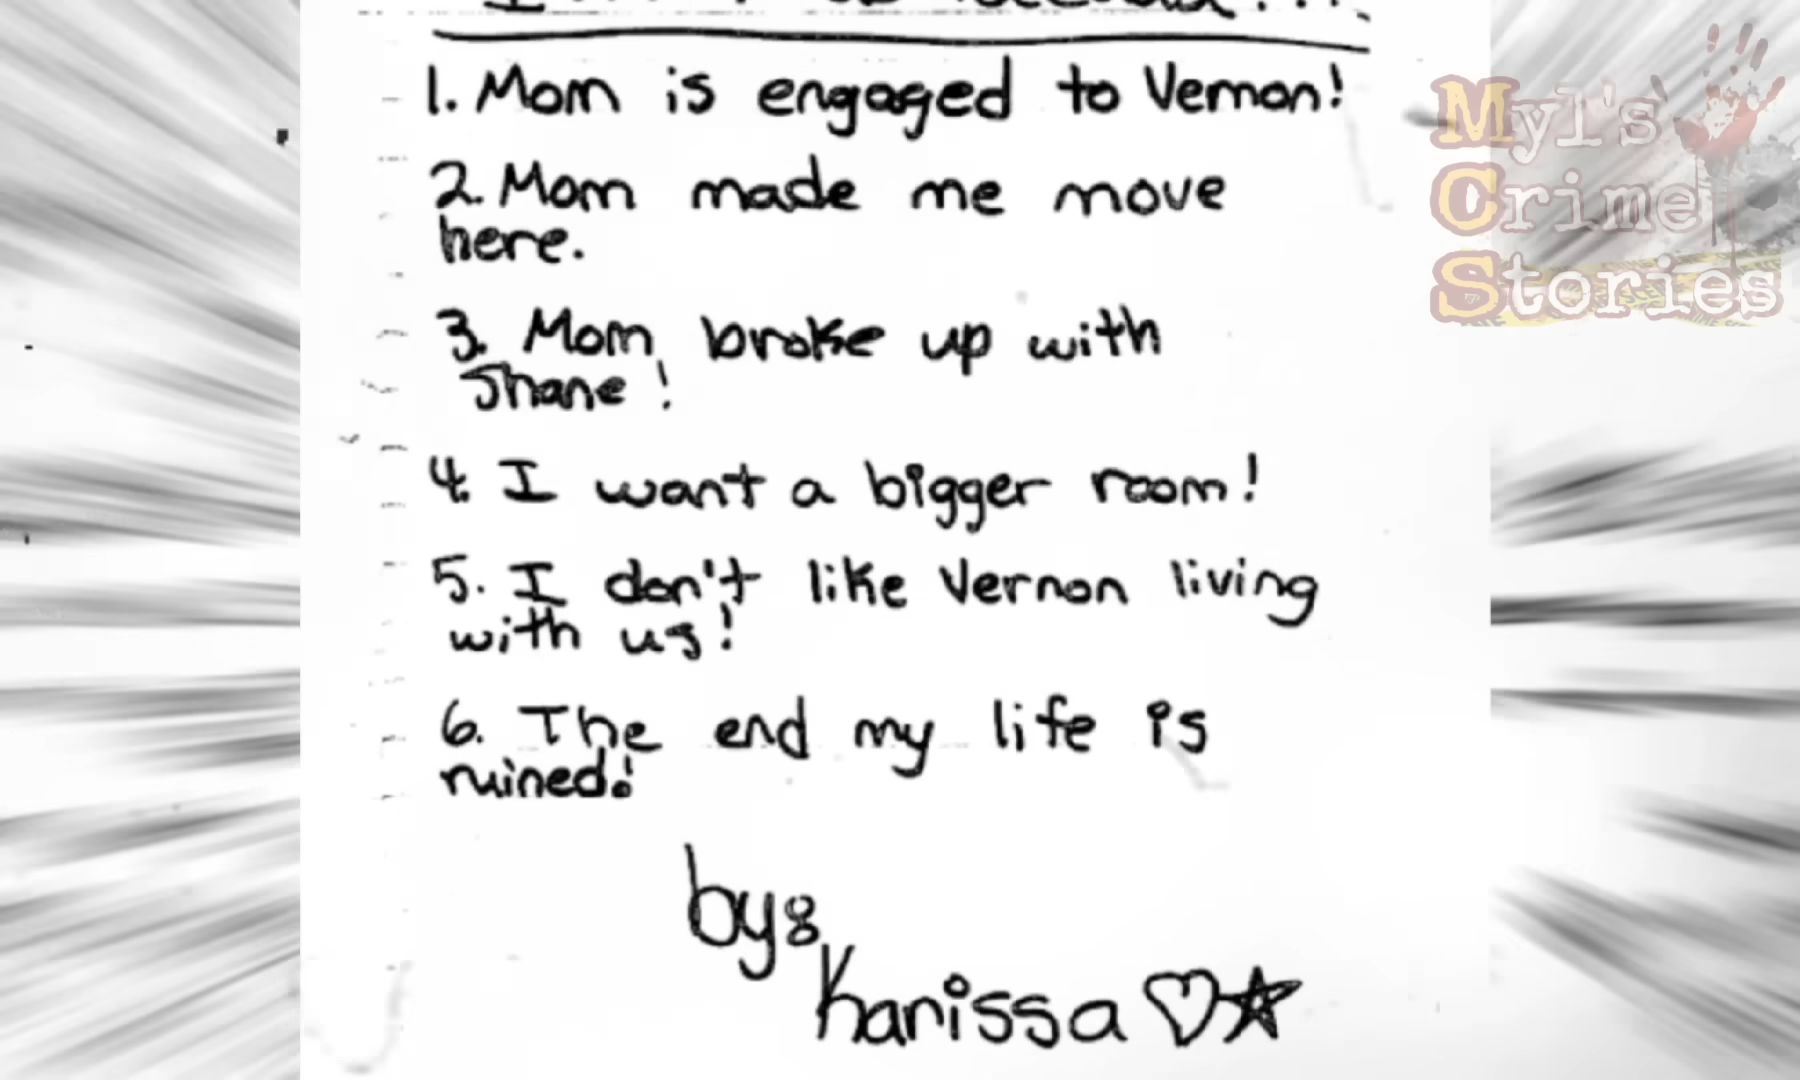 1. Mom is engaged to Vernon!
2. Mom made me move
here.
3. Mom broke up with
Shane!
4. I want a bigger room!
5. I don't like Vernon living
with us!
6. The end my life is
ruined!
by:
Karissa
Myl's
Crime
Stories